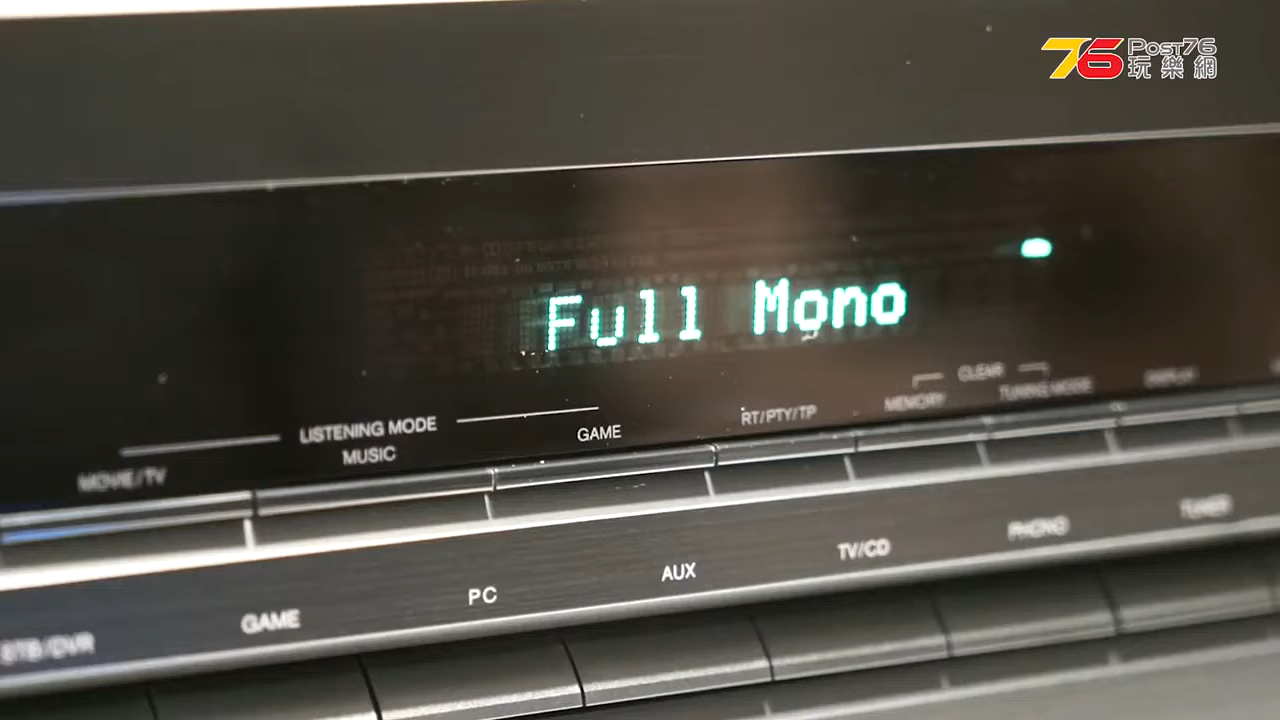 76 Post76
玩樂網
Full Mono
CLEAR
MEMORY TUNING MODE DISPLAY
LISTENING MODE
MOVIE/TV MUSIC GAME RT/PTY/TP
STB/DVR GAME PC AUX TV/CD PHONO TUNER